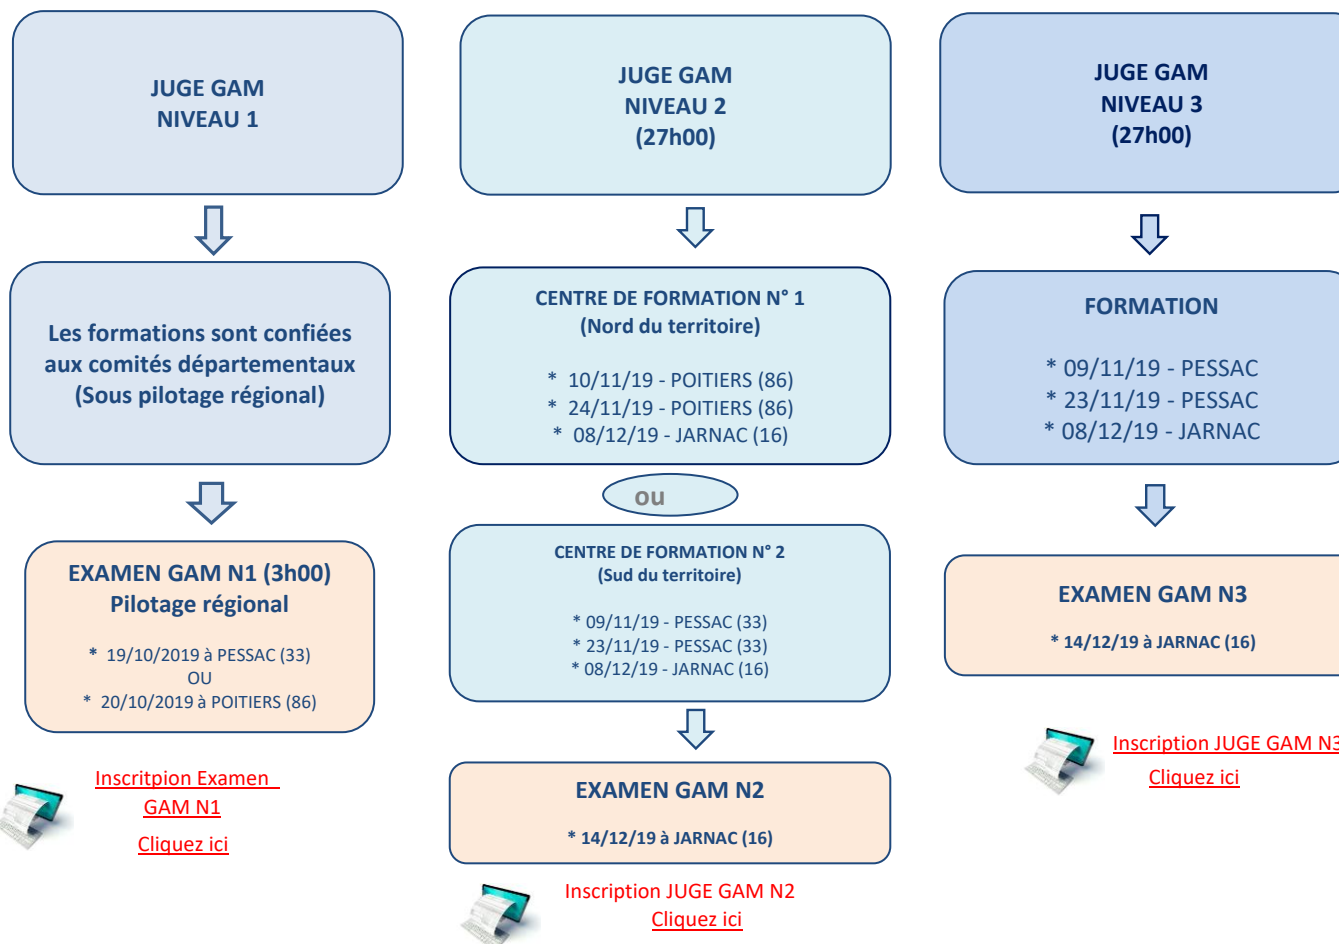 JUGE GAM
NIVEAU 1
Les formations sont confiées
aux comités départementaux
(Sous pilotage régional)
EXAMEN GAM N1 (3h00)
Pilotage régional
* 19/10/2019 à PESSAC (33)
OU
* 20/10/2019 à POITIERS (86)
Inscritpion Examen
GAM N1
Cliquez ici
JUGE GAM
NIVEAU 2
(27h00)
CENTRE DE FORMATION N° 1
(Nord du territoire)
* 10/11/19 - POITIERS (86)
* 24/11/19 - POITIERS (86)
* 08/12/19 - JARNAC (16)
ou
CENTRE DE FORMATION N° 2
(Sud du territoire)
* 09/11/19 - PESSAC (33)
* 23/11/19 - PESSAC (33)
* 08/12/19 - JARNAC (16)
EXAMEN GAM N2
* 14/12/19 à JARNAC (16)
Inscription JUGE GAM N2
Cliquez ici
JUGE GAM
NIVEAU 3
(27h00)
FORMATION
* 09/11/19 - PESSAC
* 23/11/19 - PESSAC
* 08/12/19 - JARNAC
EXAMEN GAM N3
* 14/12/19 à JARNAC (16)
Inscription JUGE GAM N3
Cliquez ici